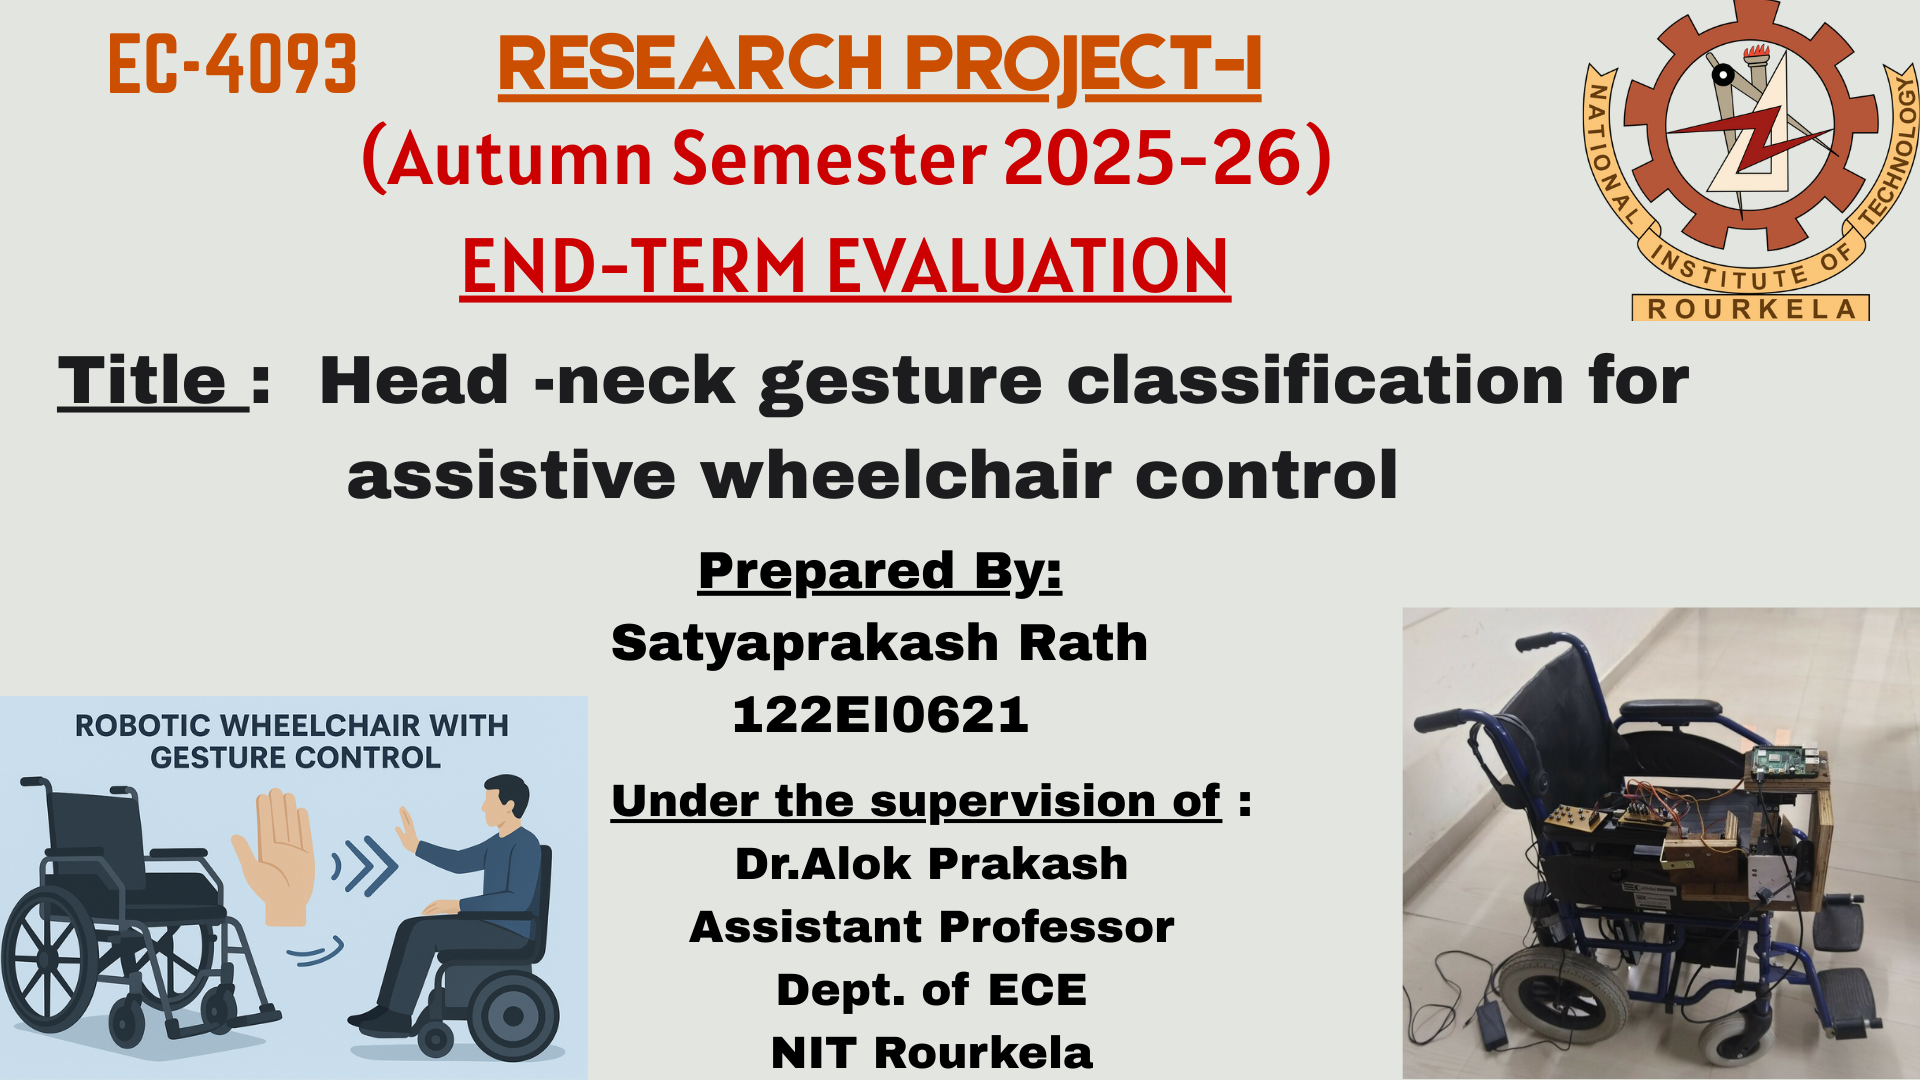 EC-4093
RESEARCH PROJECT-I
(Autumn Semester 2025-26)
END-TERM EVALUATION
NATIONAL INSTITUTE OF TECHNOLOGY
ROURKELA
Title :  Head -neck gesture classification for
assistive wheelchair control
Prepared By:
Satyaprakash Rath
122EI0621
Under the supervision of :
Dr.Alok Prakash
Assistant Professor
Dept. of ECE
NIT Rourkela
ROBOTIC WHEELCHAIR WITH
GESTURE CONTROL